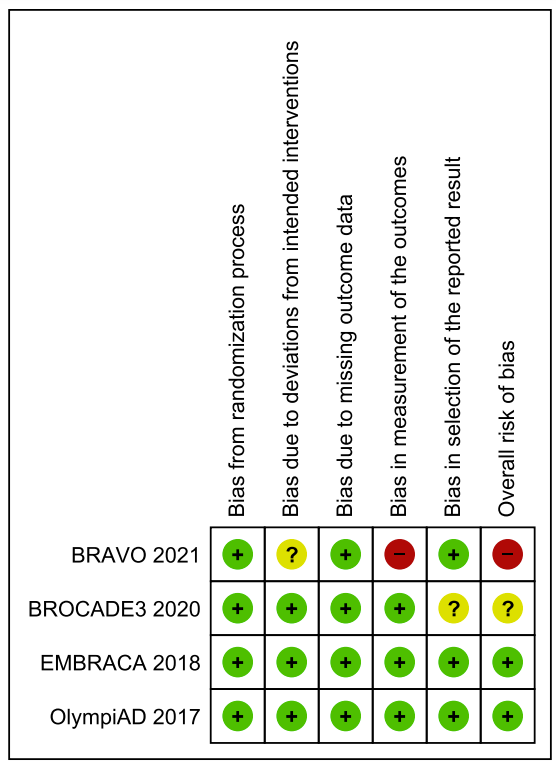 Bias from randomization process
Bias due to deviations from intended interventions
Bias due to missing outcome data
Bias in measurement of the outcomes
Bias in selection of the reported result
Overall risk of bias
BRAVO 2021 + ? + – + –
BROCADE3 2020 + + + + ? ?
EMBRACA 2018 + + + + + +
OlympiAD 2017 + + + + + +